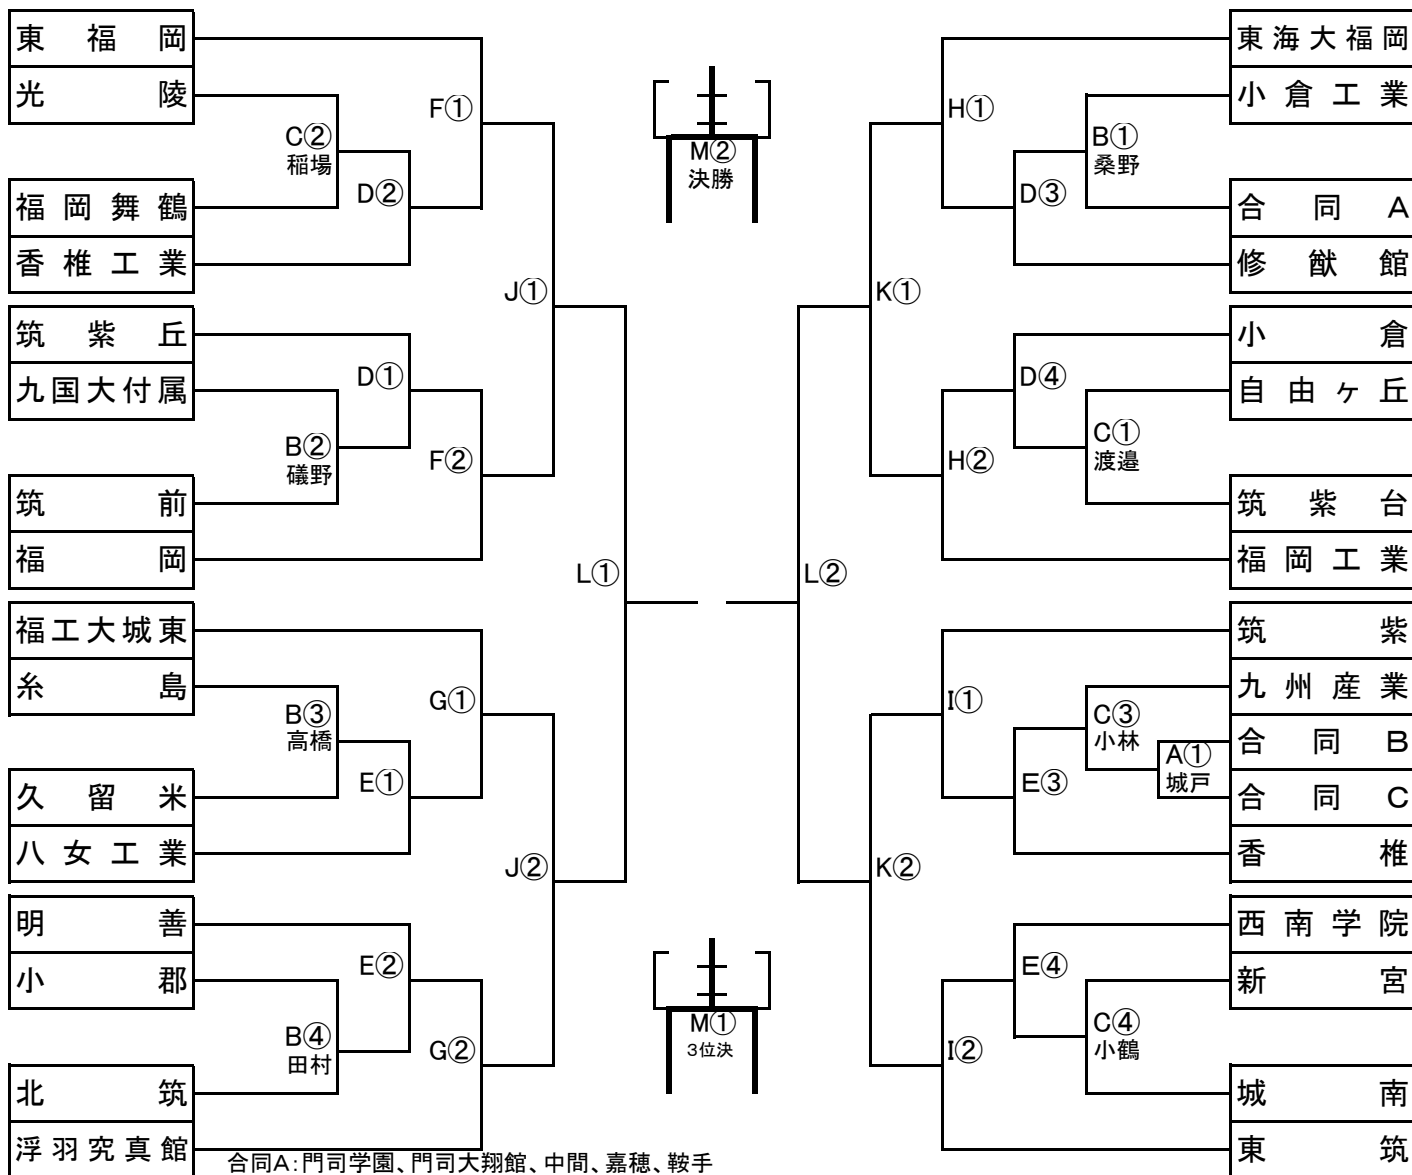 東福岡
光陵
福岡舞鶴
香椎工業
筑紫丘
九国大付属
筑前
福岡
福工大城東
糸島
久留米
八女工業
明善
小郡
北筑
浮羽究真館
C②
稲場
D②
F①
D①
B②
礒野
F②
J①
B③
高橋
E①
G①
E②
B④
田村
G②
J②
L①
M②
決勝
M①
3位決
L②
K①
H①
B①
桑野
D③
D④
C①
渡邉
H②
K②
I①
C③
小林
A①
城戸
E③
E④
C④
小鶴
I②
東海大福岡
小倉工業
合同A
修猷館
小倉
自由ヶ丘
筑紫台
福岡工業
筑紫
九州産業
合同B
合同C
香椎
西南学院
新宮
城南
東筑
合同A:門司学園、門司大翔館、中間、嘉穂、鞍手